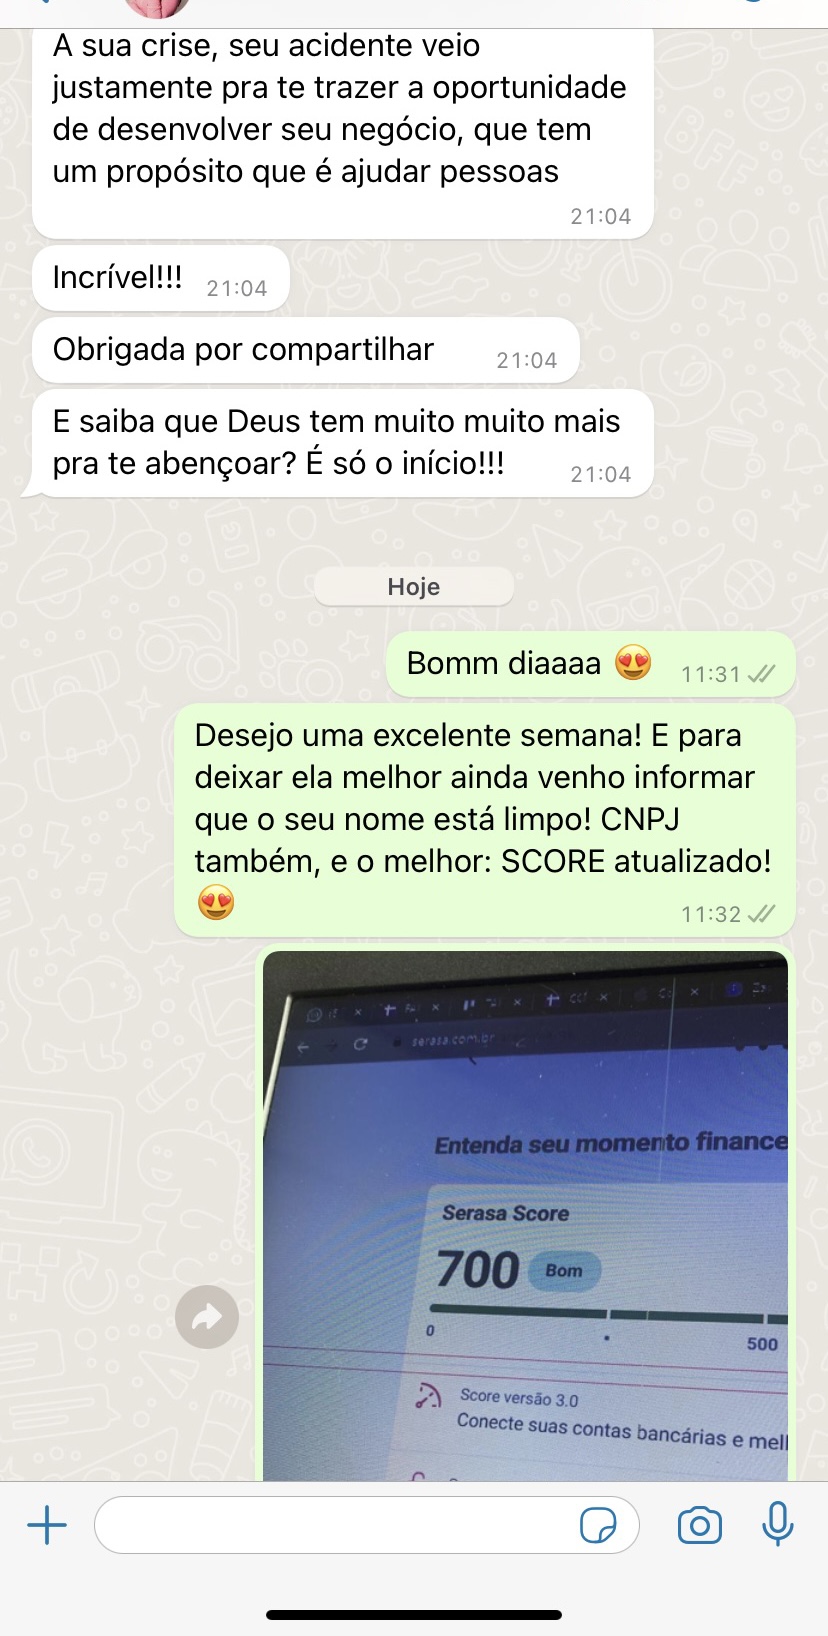 A sua crise, seu acidente veio
justamente pra te trazer a oportunidade
de desenvolver seu negócio, que tem
um propósito que é ajudar pessoas
21:04
Incrível!!! 21:04
Obrigada por compartilhar 21:04
E saiba que Deus tem muito muito mais
pra te abençoar? É só o início!!! 21:04
Hoje
Bomm diaaaa 😍 11:31
Desejo uma excelente semana! E para
deixar ela melhor ainda venho informar
que o seu nome está limpo! CNPJ
também, e o melhor: SCORE atualizado!
😍 11:32
serasa.com.br
Entenda seu momento finance
Serasa Score
700 Bom
0 500
Score versão 3.0
Conecte suas contas bancárias e mel